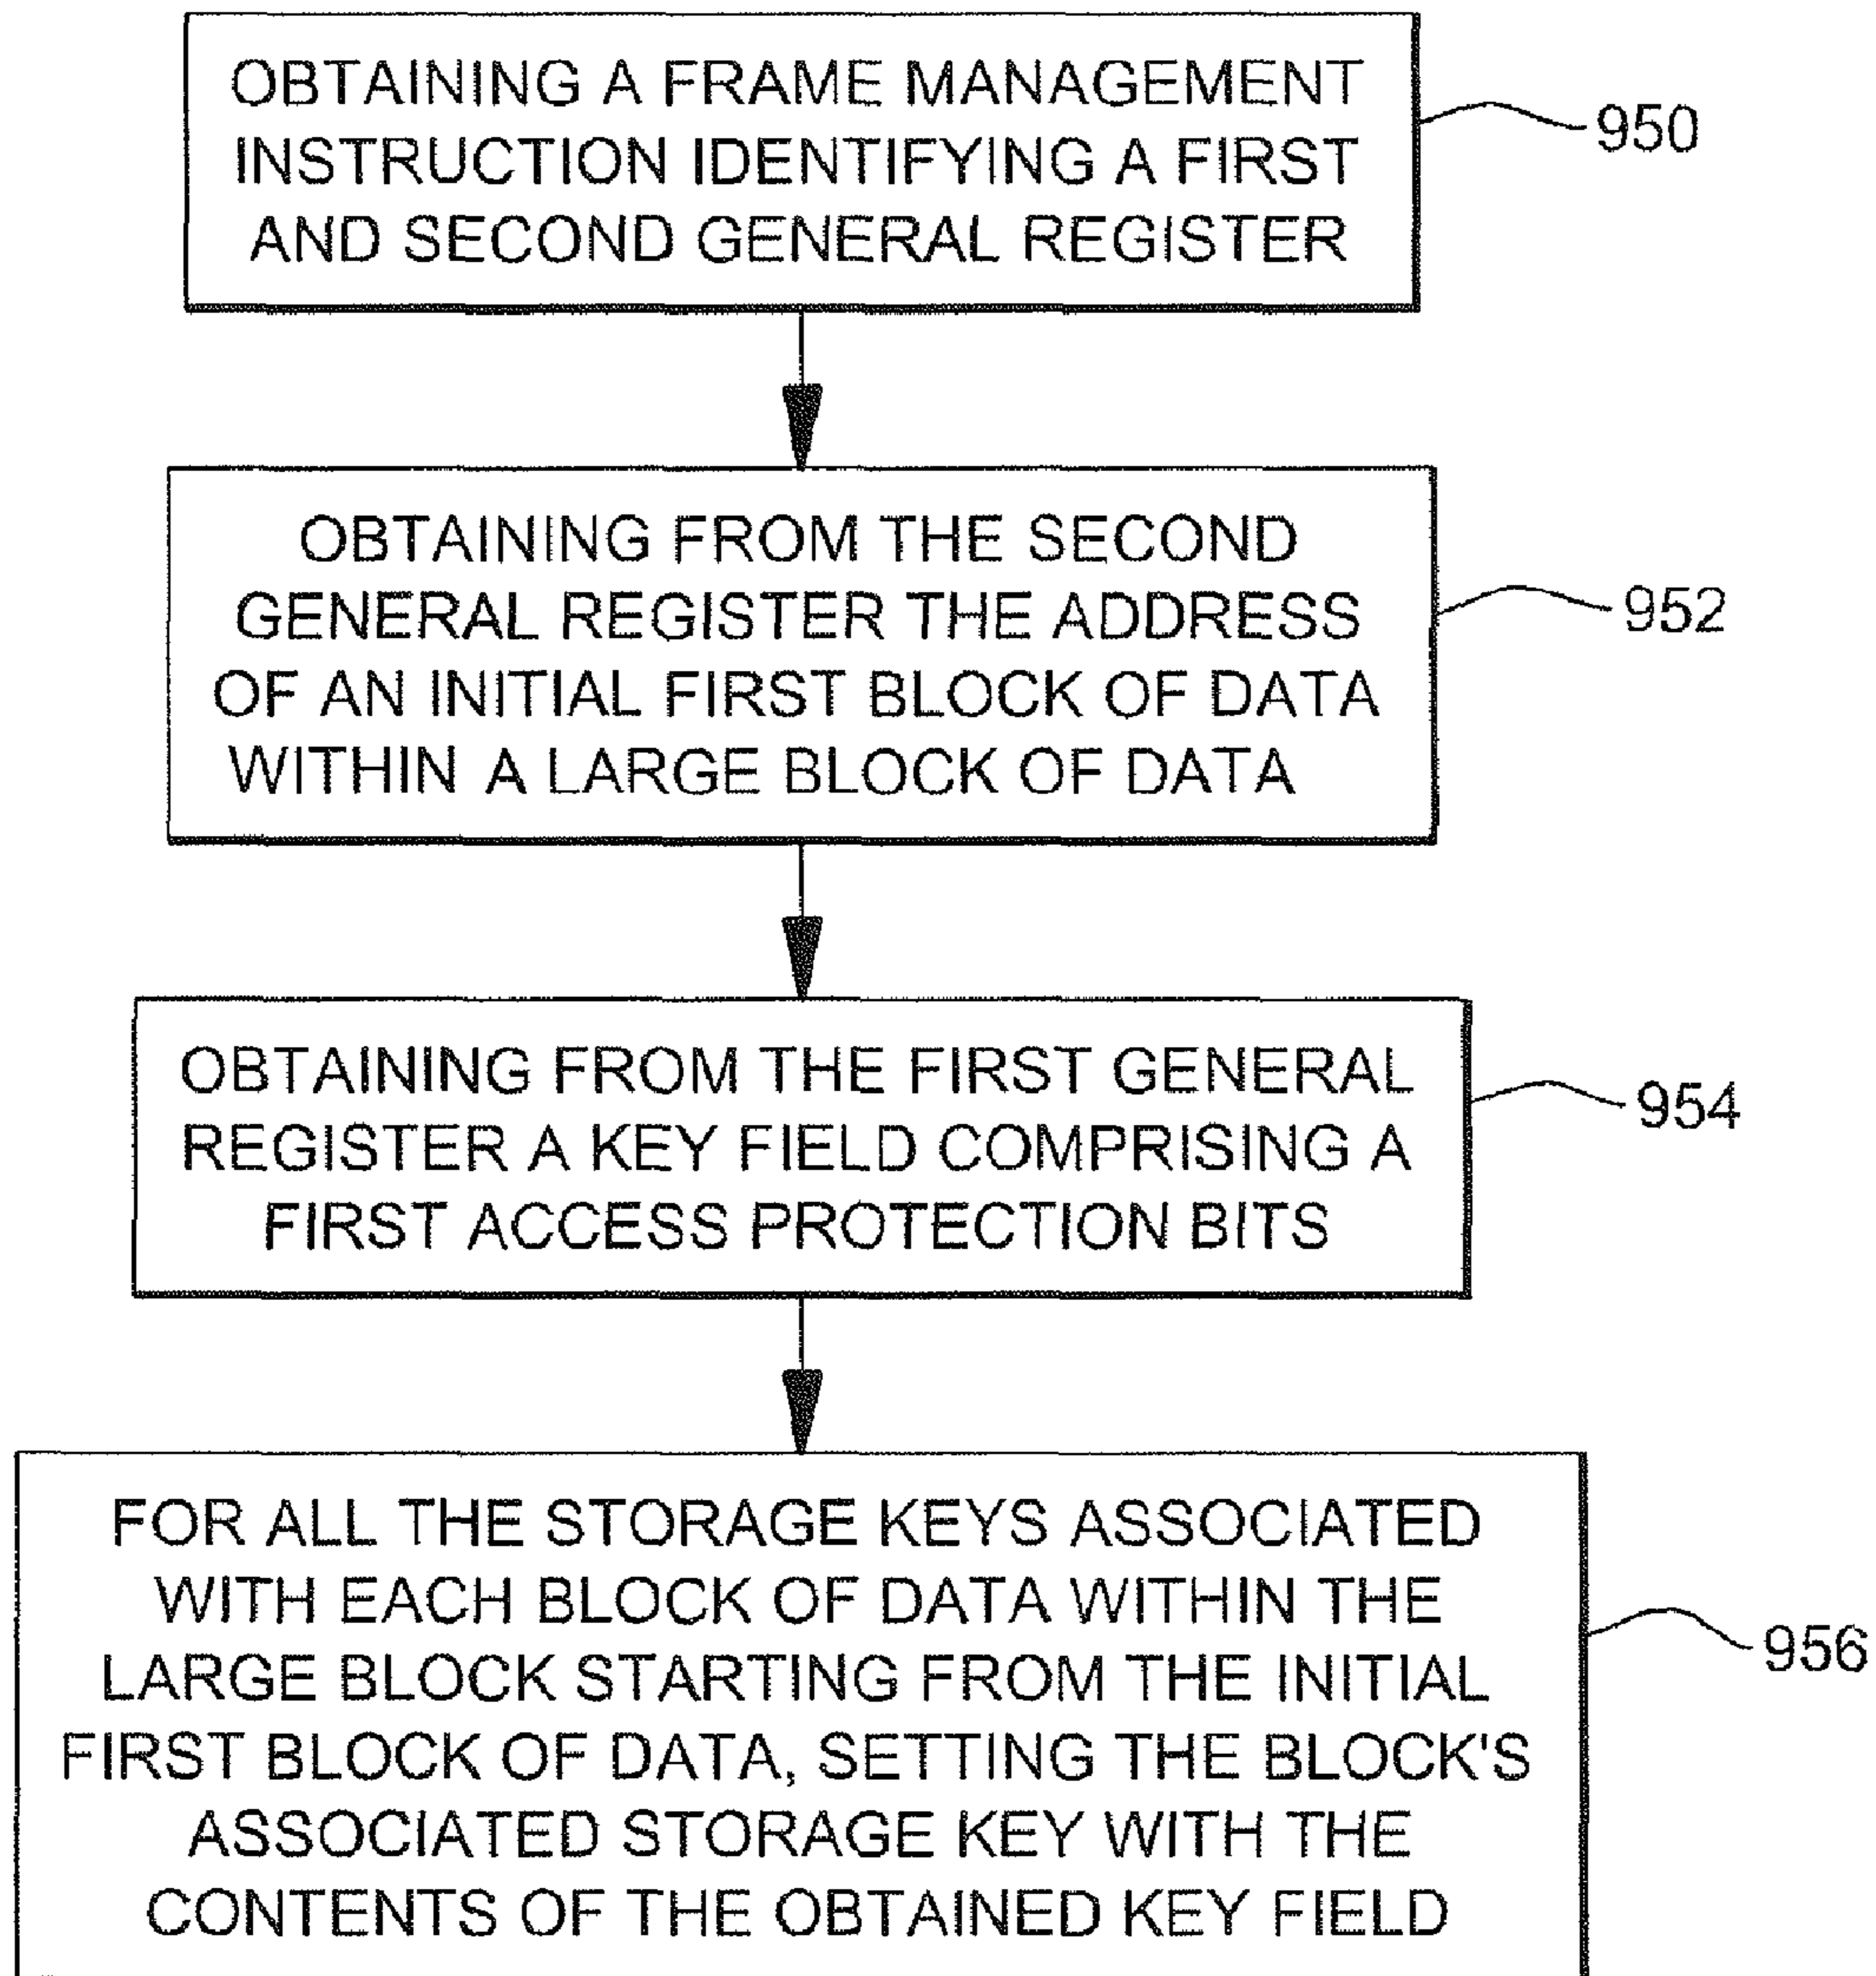 OBTAINING A FRAME MANAGEMENT
INSTRUCTION IDENTIFYING A FIRST
AND SECOND GENERAL REGISTER
950
OBTAINING FROM THE SECOND
GENERAL REGISTER THE ADDRESS
OF AN INITIAL FIRST BLOCK OF DATA
WITHIN A LARGE BLOCK OF DATA
952
OBTAINING FROM THE FIRST GENERAL
REGISTER A KEY FIELD COMPRISING A
FIRST ACCESS PROTECTION BITS
954
FOR ALL THE STORAGE KEYS ASSOCIATED
WITH EACH BLOCK OF DATA WITHIN THE
LARGE BLOCK STARTING FROM THE INITIAL
FIRST BLOCK OF DATA, SETTING THE BLOCK'S
ASSOCIATED STORAGE KEY WITH THE
CONTENTS OF THE OBTAINED KEY FIELD
956